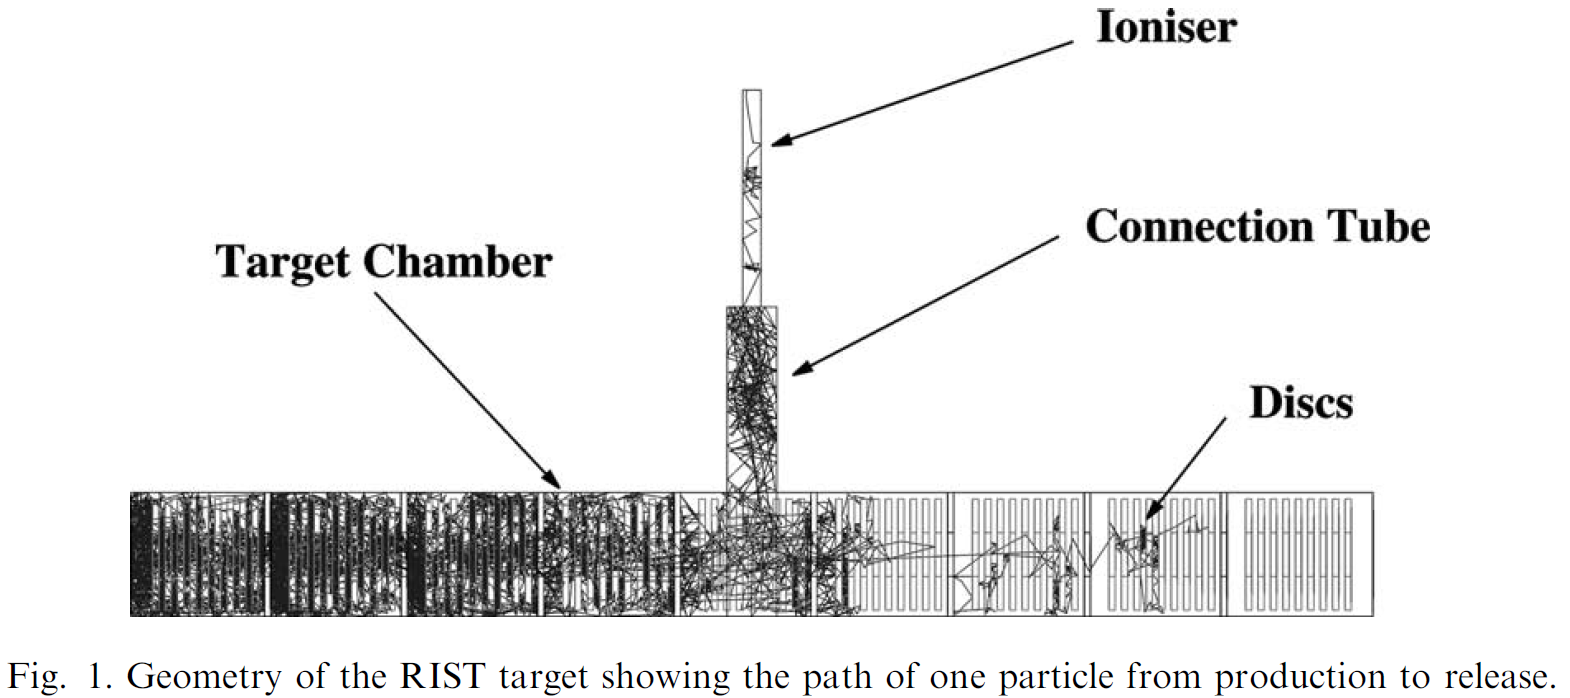 Ioniser
Connection Tube
Target Chamber
Discs
Fig. 1. Geometry of the RIST target showing the path of one particle from production to release.